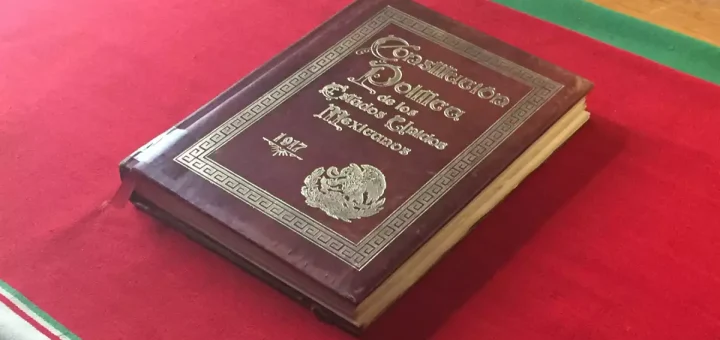 Constitución
Política
de los
Estados Unidos
Mexicanos
1917